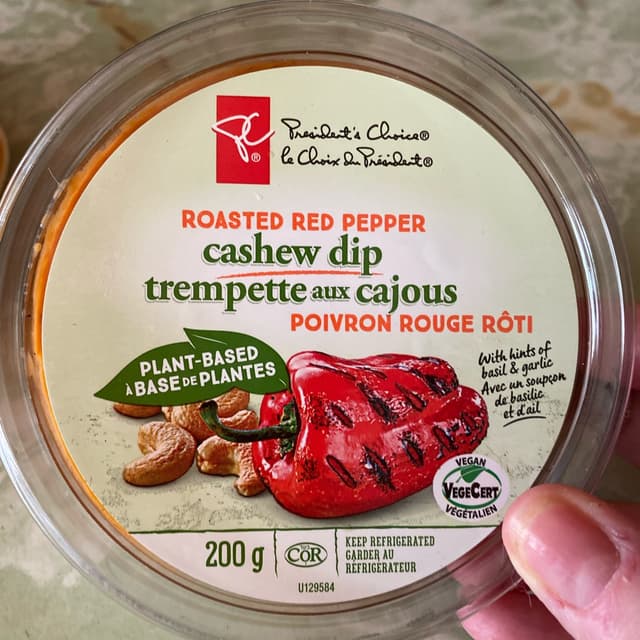 PC®
President's Choice®
le Choix du Président®
ROASTED RED PEPPER
cashew dip
trempette aux cajous
POIVRON ROUGE RÔTI
PLANT-BASED
À BASE DE PLANTES
With hints of
basil & garlic
Avec un soupçon
de basilic
et d'ail
VEGAN
VEGECERT
VÉGÉTALIEN
200 g
COR
KEEP REFRIGERATED
GARDER AU
RÉFRIGÉRATEUR
U129584